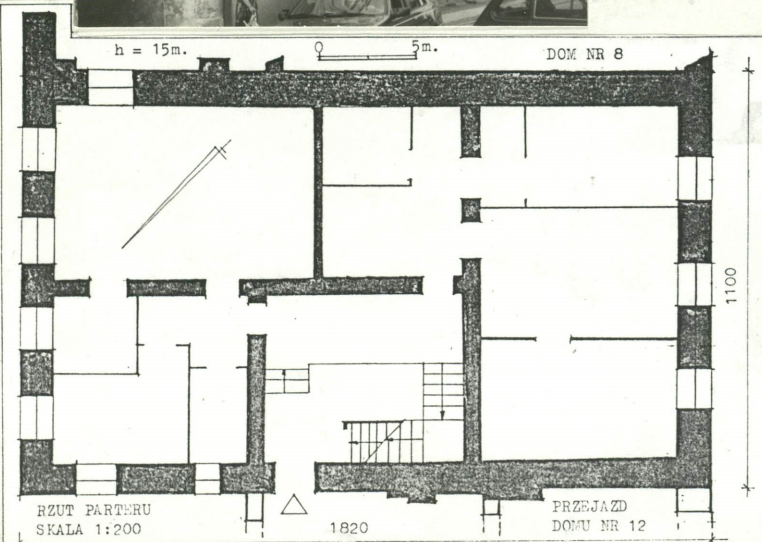 h = 15m.
0 5m.
DOM NR 8
1100
RZUT PARTERU
SKALA 1:200
1820
PRZEJAZD
DOMU NR 12